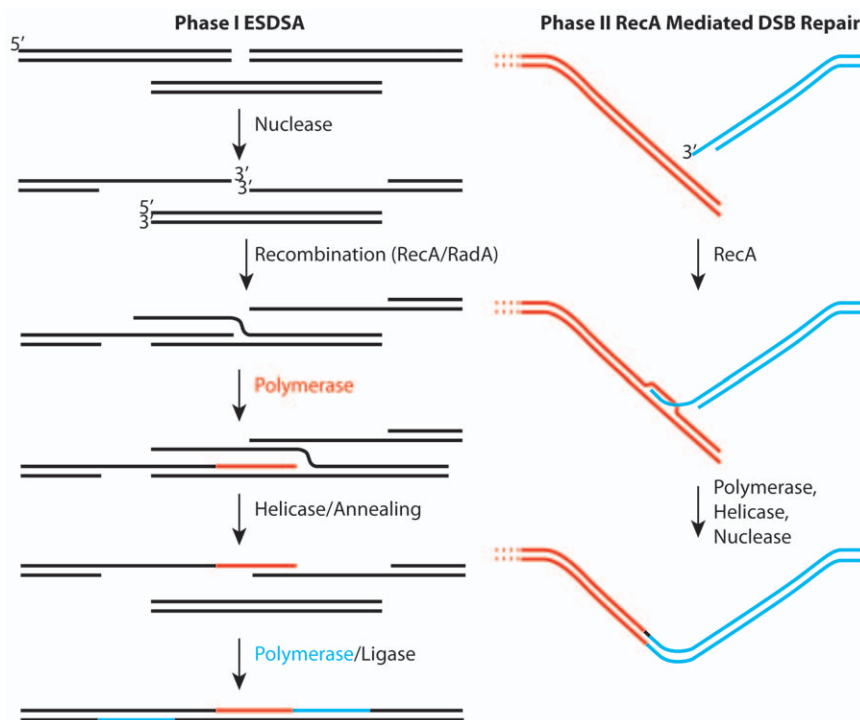 Phase I ESDSA
5′
Nuclease
3′
3′
5′
3′
Recombination (RecA/RadA)
Polymerase
Helicase/Annealing
Polymerase/Ligase
Phase II RecA Mediated DSB Repair
3′
RecA
Polymerase,
Helicase,
Nuclease